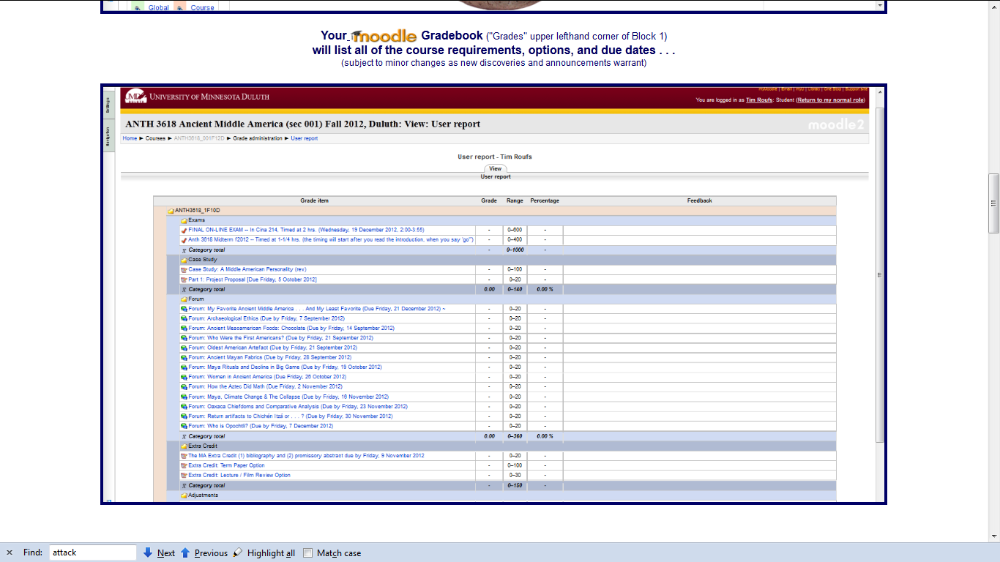 Global Course
Your moodle Gradebook ("Grades" upper lefthand corner of Block 1)
will list all of the course requirements, options, and due dates . . .
(subject to minor changes as new discoveries and announcements warrant)
Settings
Navigation
MyMoodle | Email | MyU | Library | One Stop | Support site
UNIVERSITY OF MINNESOTA DULUTH
You are logged in as Tim Roufs: Student (Return to my normal role)
ANTH 3618 Ancient Middle America (sec 001) Fall 2012, Duluth: View: User report
moodle2
Home ► Courses ► ANTH3618_001F12D ► Grade administration ► User report
User report - Tim Roufs
View
User report
Grade item Grade Range Percentage Feedback
ANTH3618_1F10D
Exams
FINAL ON-LINE EXAM -- In Cina 214, Timed at 2 hrs. (Wednesday, 19 December 2012, 2:00-3:55) - 0–600 -
Anth 3618 Midterm f2012 -- Timed at 1-1/4 hrs. (the timing will start after you read the introduction, when you say 'go'") - 0–400 -
Category total - 0–1000 -
Case Study
Case Study: A Middle American Personality (rev) - 0–100 -
Part 1: Project Proposal [Due Friday, 5 October 2012] - 0–20 -
Category total 0.00 0–140 0.00 %
Forum
Forum: My Favorite Ancient Middle America . . . And My Least Favorite (Due Friday, 21 December 2012) ~ - 0–20 -
Forum: Archaeological Ethics (Due by Friday, 7 September 2012) - 0–20 -
Forum: Ancient Mesoamerican Foods: Chocolate (Due by Friday, 14 September 2012) - 0–20 -
Forum: Who Were the First Americans? (Due by Friday, 21 September 2012) - 0–20 -
Forum: Oldest American Artefact (Due by Friday, 21 September 2012) - 0–20 -
Forum: Ancient Mayan Fabrics (Due by Friday, 28 September 2012) - 0–20 -
Forum: Maya Rituals and Decline in Big Game (Due by Friday, 19 October 2012) - 0–20 -
Forum: Women in Ancient America (Due Friday, 26 October 2012) - 0–20 -
Forum: How the Aztec Did Math (Due Friday, 2 November 2012) - 0–20 -
Forum: Maya, Climate Change & The Collapse (Due by Friday, 16 November 2012) - 0–20 -
Forum: Oaxaca Chiefdoms and Comparative Analysis (Due by Friday, 23 November 2012) - 0–20 -
Forum: Return artifacts to Chichén Itzá or . . . ? (Due by Friday, 30 November 2012) - 0–20 -
Forum: Who is Opochtli? (Due by Friday, 7 December 2012) - 0–20 -
Category total 0.00 0–360 0.00 %
Extra Credit
The MA Extra Credit (1) bibliography and (2) promissory abstract due by Friday, 9 November 2012 - 0–20 -
Extra Credit: Term Paper Option - 0–100 -
Extra Credit: Lecture / Film Review Option - 0–30 -
Category total - 0–150 -
Adjustments
Find: attack Next Previous Highlight all Match case